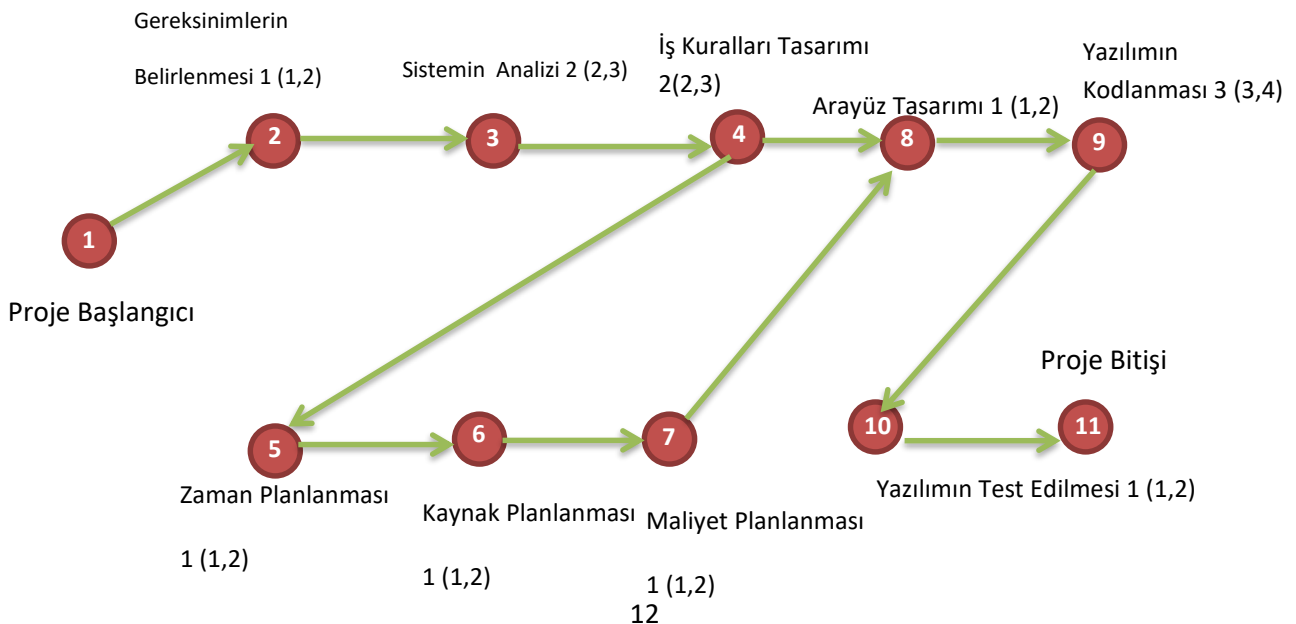 Gereksinimlerin
Belirlenmesi 1 (1,2)
Sistemin Analizi 2 (2,3)
İş Kuralları Tasarımı
2(2,3)
Arayüz Tasarımı 1 (1,2)
Yazılımın
Kodlanması 3 (3,4)
2
3
4
8
9
1
Proje Başlangıcı
Proje Bitişi
5
6
7
10
11
Zaman Planlanması
1 (1,2)
Kaynak Planlanması
1 (1,2)
Maliyet Planlanması
1 (1,2)
Yazılımın Test Edilmesi 1 (1,2)
12